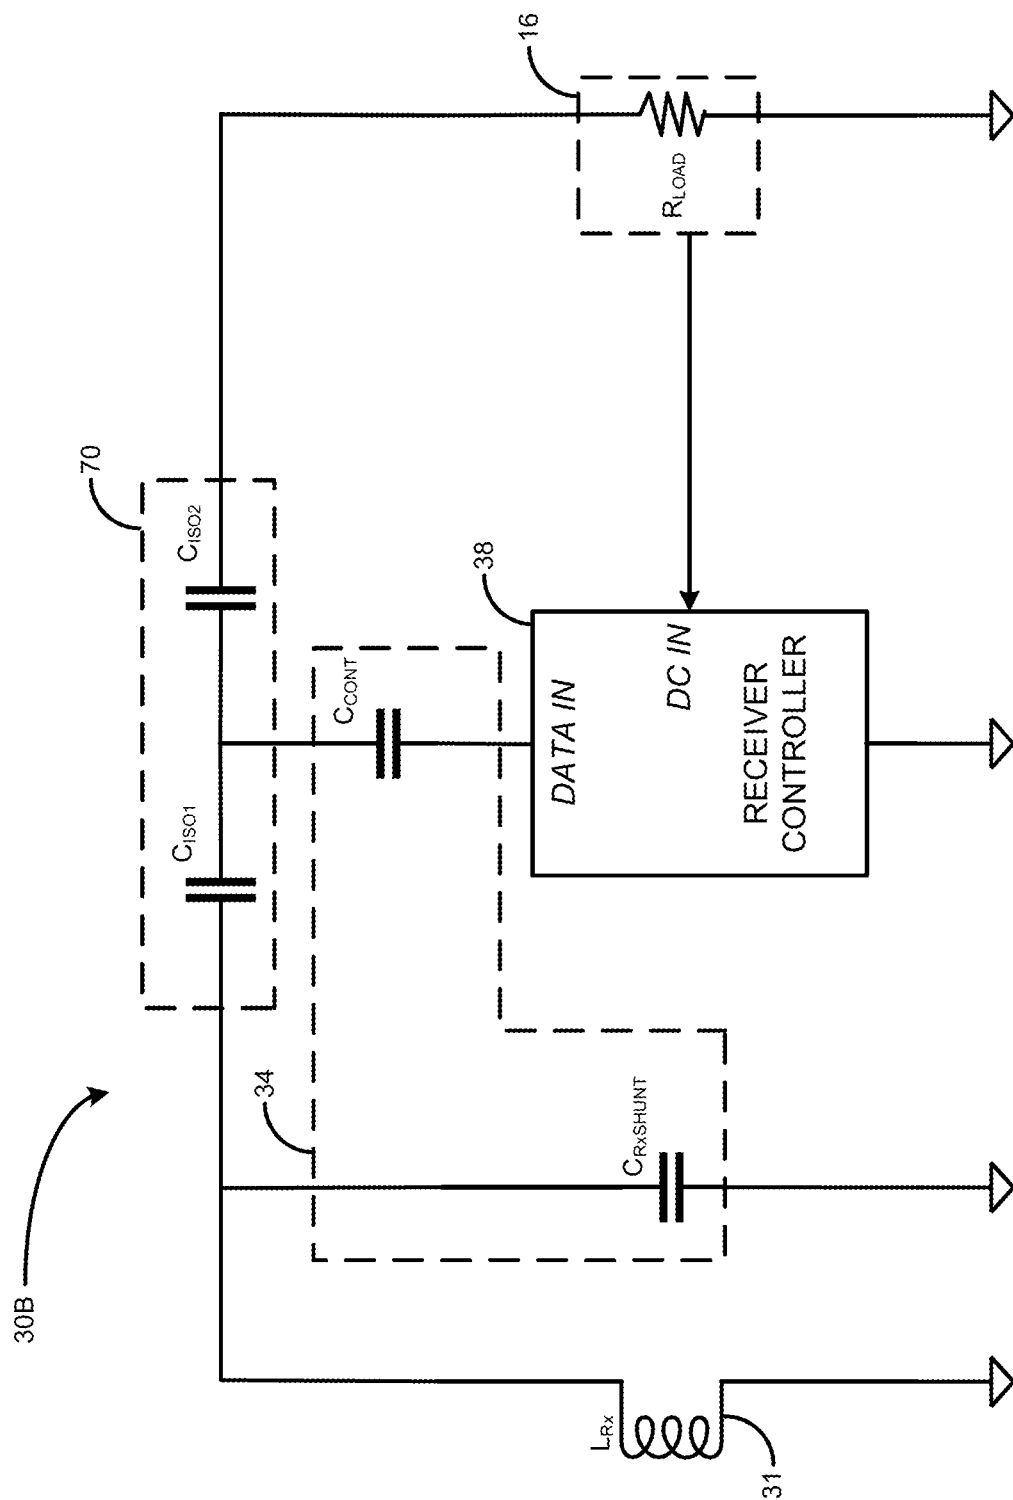 30B
70
C_ISO1
C_ISO2
34
C_CONT
C_RxSHUNT
L_Rx
31
38
DATA IN
DC IN
RECEIVER
CONTROLLER
16
R_LOAD